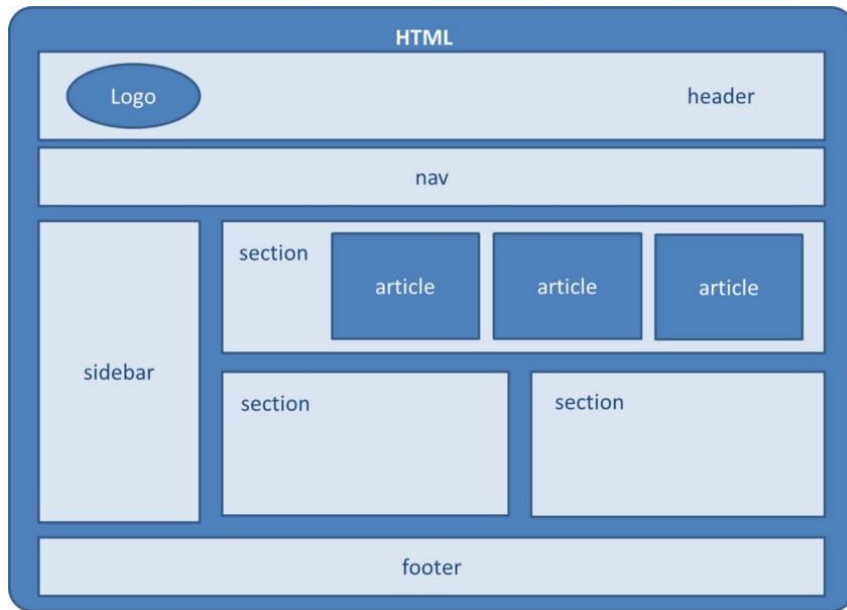 HTML
Logo
header
nav
sidebar
section
article
article
article
section
section
footer